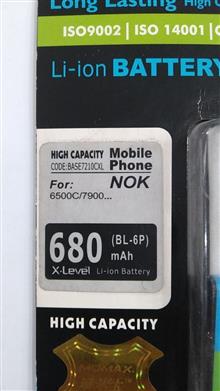 Long Lasting High C
ISO9002 | ISO 14001 |
Li-ion BATTERY
HIGH CAPACITY Mobile
CODE:BASE7210CXL Phone
For: NOK
6500C/7900...
680 (BL-6P)
mAh
X-Level Li-ion Battery
HIGH CAPACITY